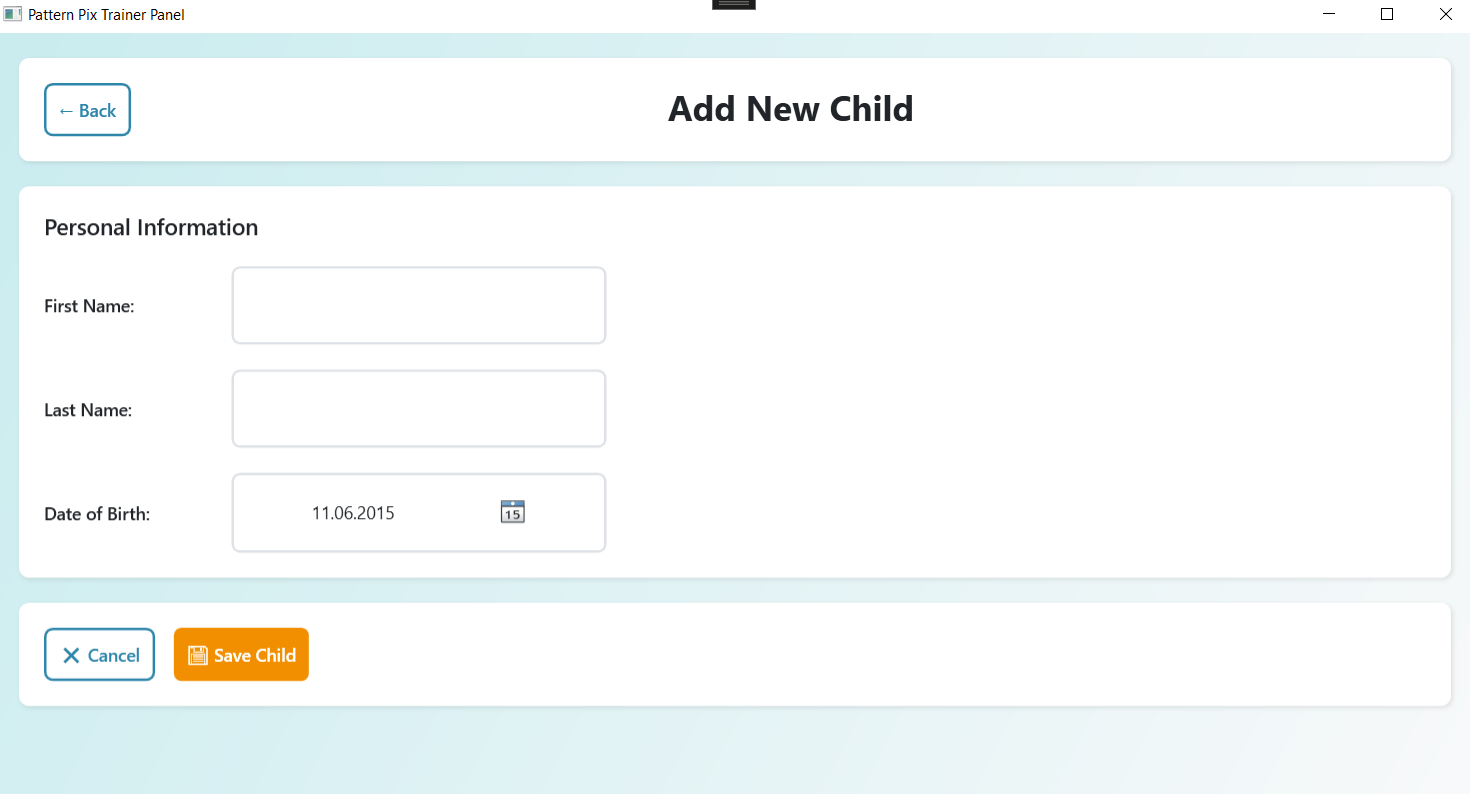 Pattern Pix Trainer Panel
← Back
Add New Child
Personal Information
First Name:
Last Name:
Date of Birth:
11.06.2015
15
Cancel
Save Child